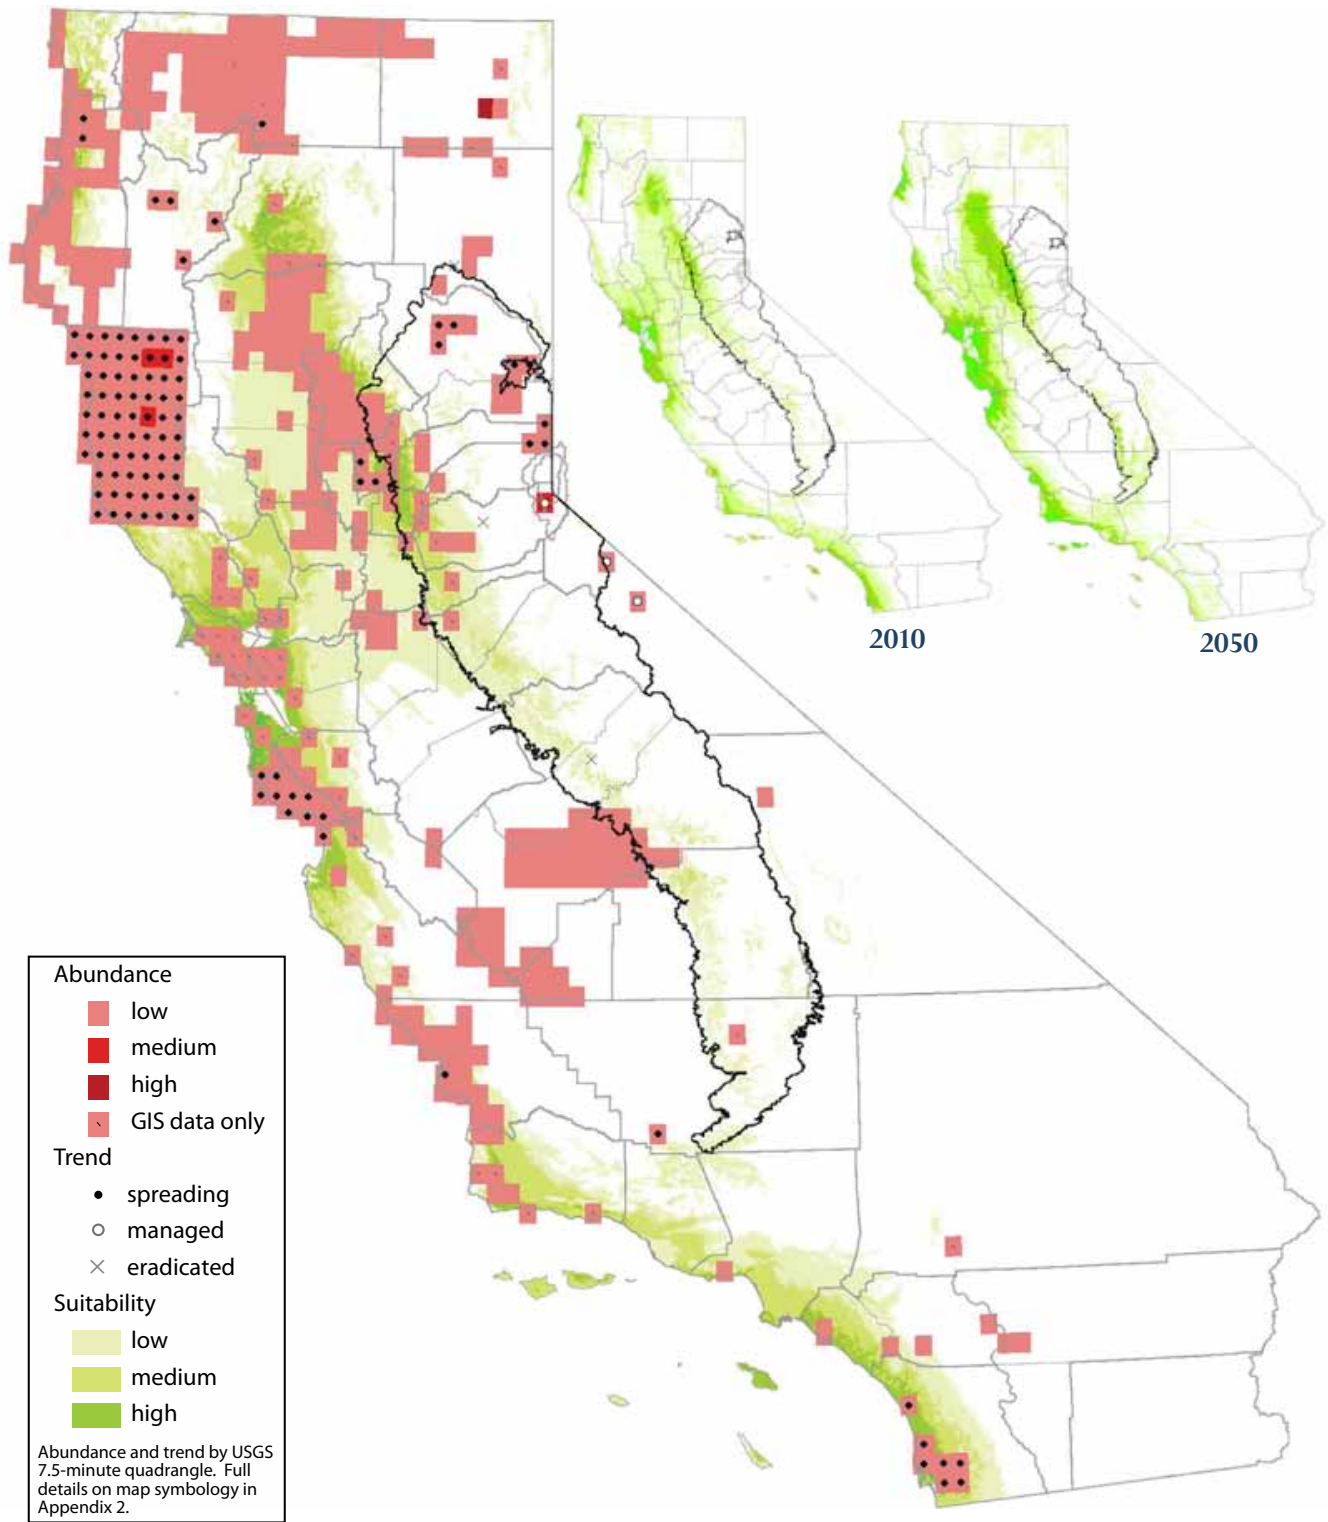 2010
2050
Abundance
low
medium
high
GIS data only
Trend
spreading
managed
eradicated
Suitability
low
medium
high
Abundance and trend by USGS
7.5-minute quadrangle. Full
details on map symbology in
Appendix 2.